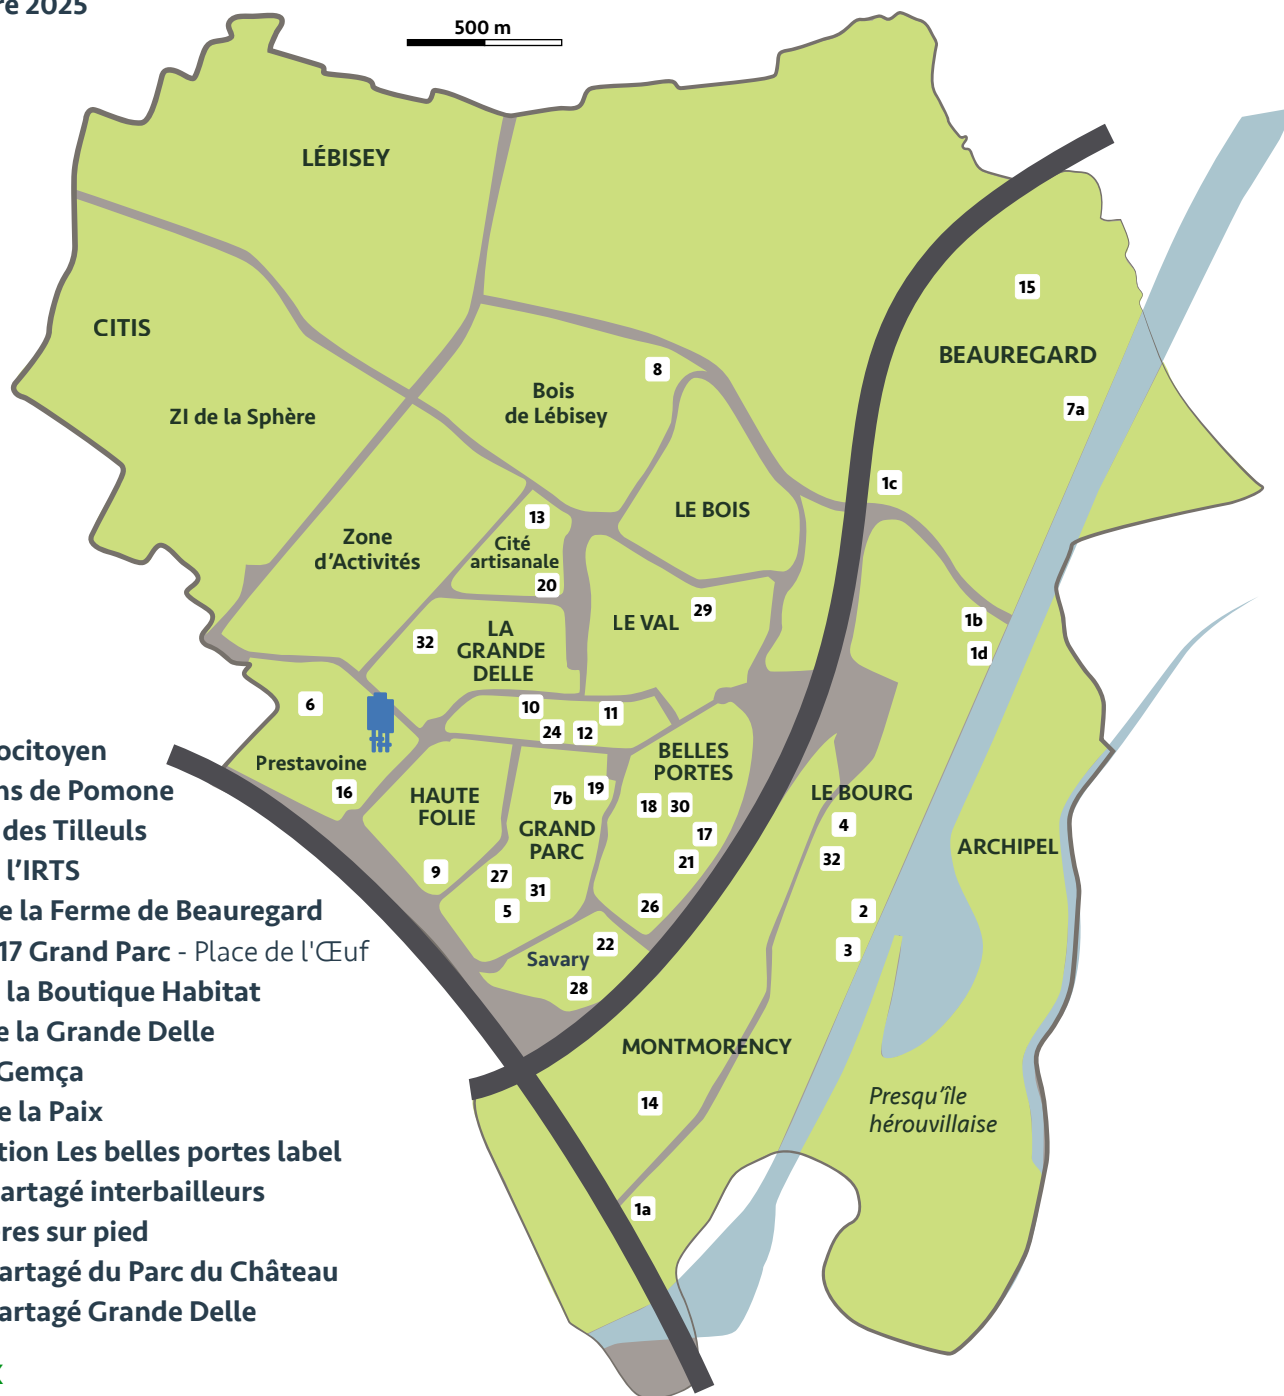 re 2025
500 m
LÉBISEY
15
CITIS
BEAUREGARD
8
Bois
de Lébisey
7a
ZI de la Sphère
1c
LE BOIS
13
Zone
d’Activités
Cité
artisanale
20
29
1b
LE VAL
32
LA
GRANDE
DELLE
1d
6
10
11
24
12
BELLES
PORTES
Prestavoine
16
HAUTE
FOLIE
7b
19
18
30
LE BOURG
GRAND
PARC
17
4
ARCHIPEL
32
21
9
27
31
5
26
2
22
3
Savary
28
MONTMORENCY
14
Presqu’île
hérouvillaise
1a
ocitoyen
ns de Pomone
des Tilleuls
l’IRTS
e la Ferme de Beauregard
17 Grand Parc - Place de l'Œuf
la Boutique Habitat
e la Grande Delle
Gemça
e la Paix
tion Les belles portes label
artagé interbailleurs
res sur pied
artagé du Parc du Château
artagé Grande Delle